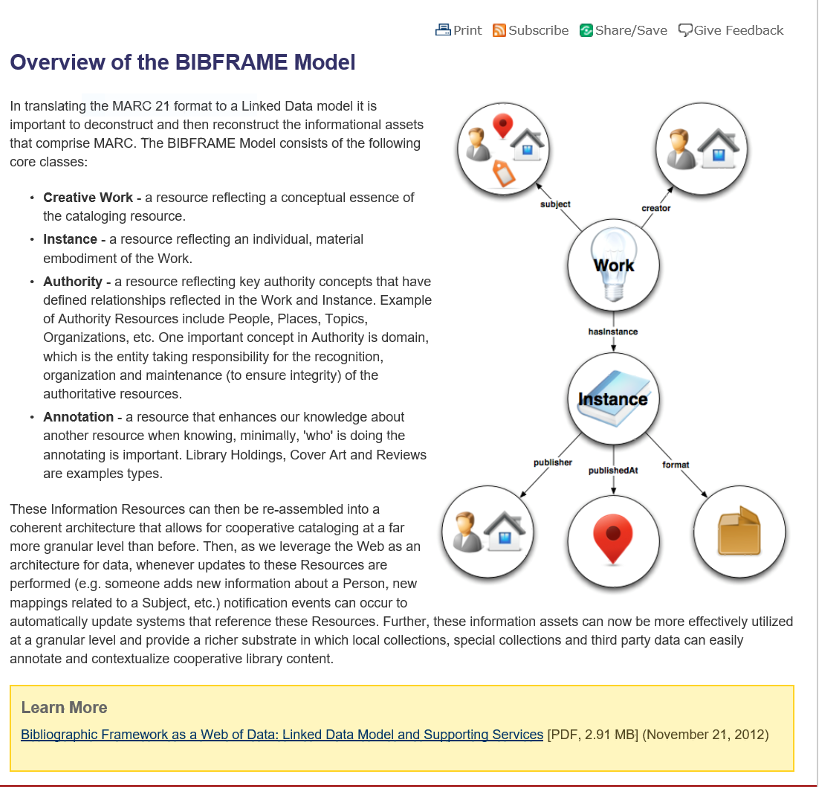 Print Subscribe Share/Save Give Feedback
Overview of the BIBFRAME Model
In translating the MARC 21 format to a Linked Data model it is
important to deconstruct and then reconstruct the informational assets
that comprise MARC. The BIBFRAME Model consists of the following
core classes:
• Creative Work - a resource reflecting a conceptual essence of
the cataloging resource.
• Instance - a resource reflecting an individual, material
embodiment of the Work.
• Authority - a resource reflecting key authority concepts that have
defined relationships reflected in the Work and Instance. Example
of Authority Resources include People, Places, Topics,
Organizations, etc. One important concept in Authority is domain,
which is the entity taking responsibility for the recognition,
organization and maintenance (to ensure integrity) of the
authoritative resources.
• Annotation - a resource that enhances our knowledge about
another resource when knowing, minimally, 'who' is doing the
annotating is important. Library Holdings, Cover Art and Reviews
are examples types.
These Information Resources can then be re-assembled into a
coherent architecture that allows for cooperative cataloging at a far
more granular level than before. Then, as we leverage the Web as an
architecture for data, whenever updates to these Resources are
performed (e.g. someone adds new information about a Person, new
mappings related to a Subject, etc.) notification events can occur to
automatically update systems that reference these Resources. Further, these information assets can now be more effectively utilized
at a granular level and provide a richer substrate in which local collections, special collections and third party data can easily
annotate and contextualize cooperative library content.
subject
creator
Work
hasInstance
Instance
publisher
publishedAt
format
Learn More
Bibliographic Framework as a Web of Data: Linked Data Model and Supporting Services [PDF, 2.91 MB] (November 21, 2012)